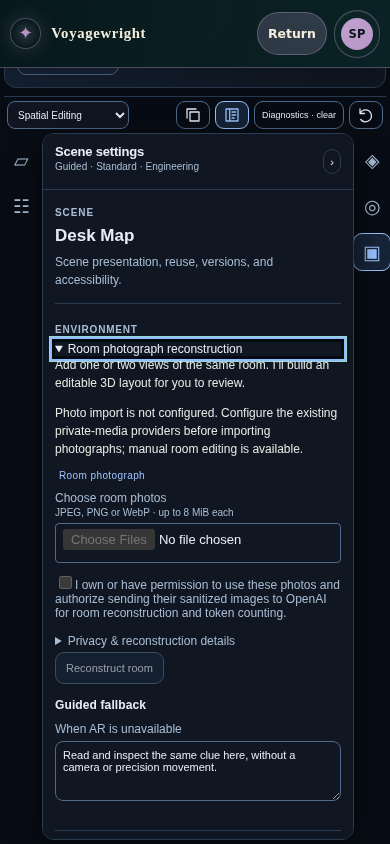 Voyagewright
Return
SP
Spatial Editing
Diagnostics · clear
Scene settings
Guided · Standard · Engineering
SCENE
Desk Map
Scene presentation, reuse, versions, and
accessibility.
ENVIRONMENT
Room photograph reconstruction
Add one or two views of the same room. I'll build an
editable 3D layout for you to review.
Photo import is not configured. Configure the existing
private-media providers before importing
photographs; manual room editing is available.
Room photograph
Choose room photos
JPEG, PNG or WebP · up to 8 MiB each
Choose Files No file chosen
I own or have permission to use these photos and
authorize sending their sanitized images to OpenAI
for room reconstruction and token counting.
Privacy & reconstruction details
Reconstruct room
Guided fallback
When AR is unavailable
Read and inspect the same clue here, without a
camera or precision movement.